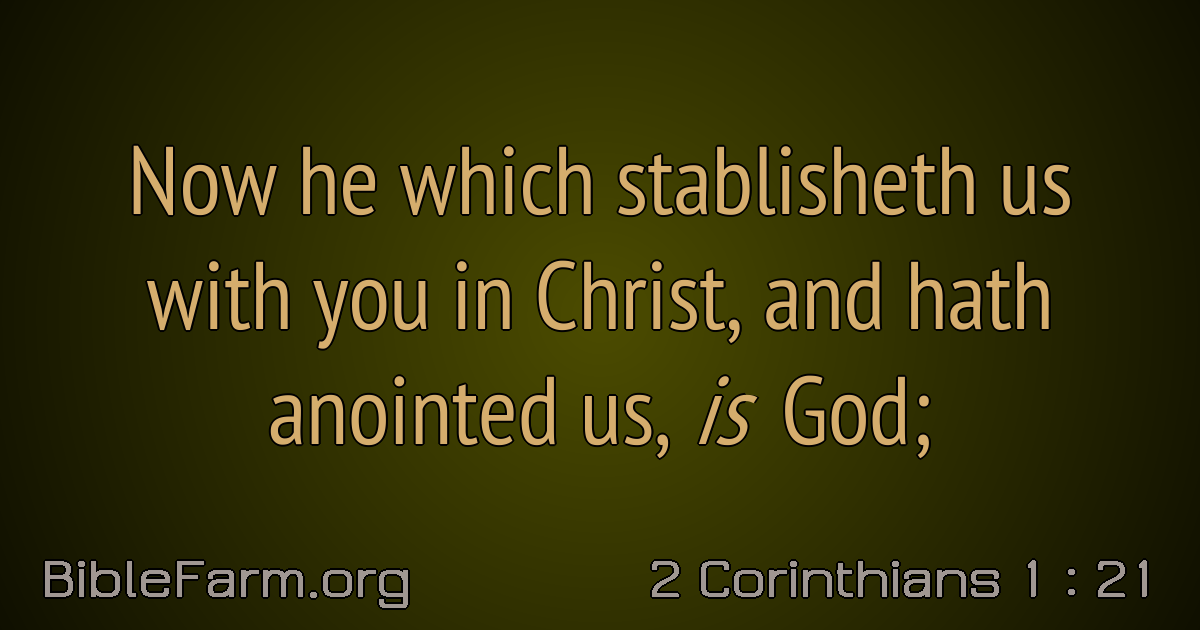 Now he which stablisheth us
with you in Christ, and hath
anointed us, is God;
BibleFarm.org
2 Corinthians 1 : 21